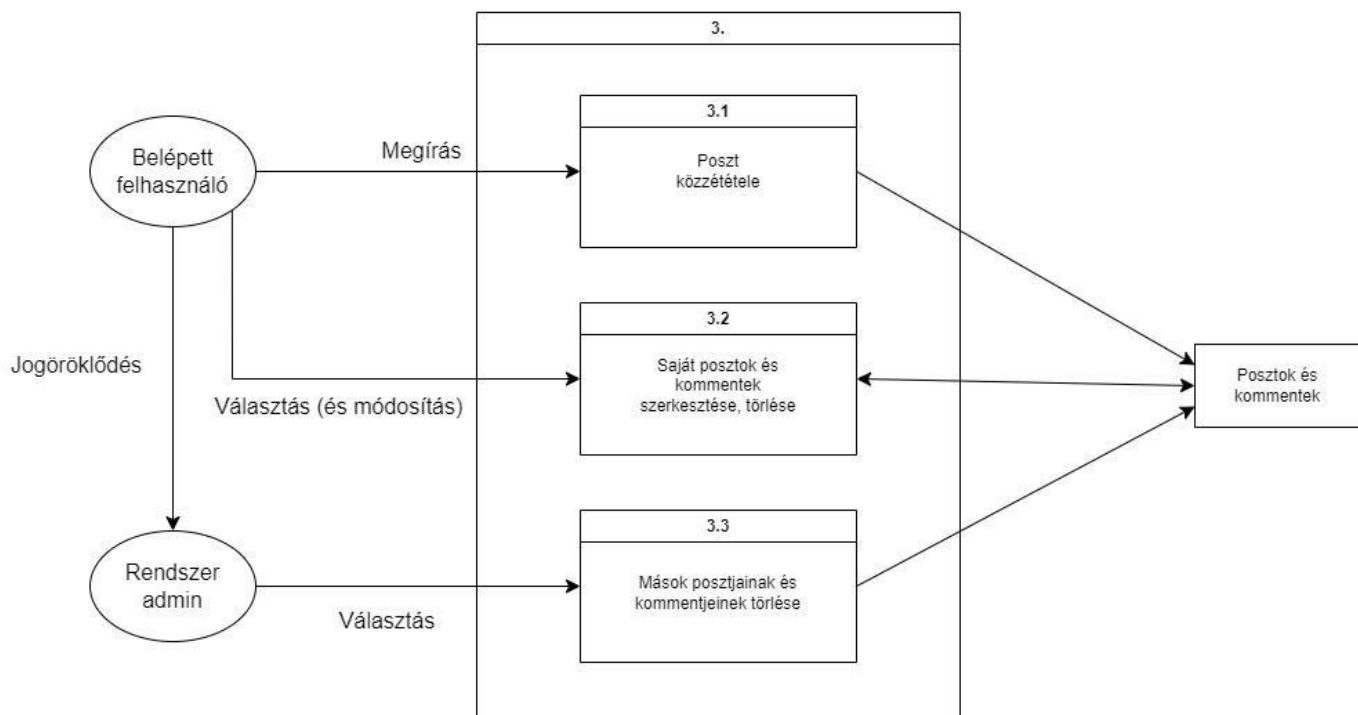 3.
3.1
Belépett
felhasználó
Megírás
Poszt
közzététele
3.2
Jogöröklődés
Saját posztok és
kommentek
szerkesztése, törlése
Választás (és módosítás)
Posztok és
kommentek
3.3
Rendszer
admin
Mások posztjainak és
kommentjeinek törlése
Választás